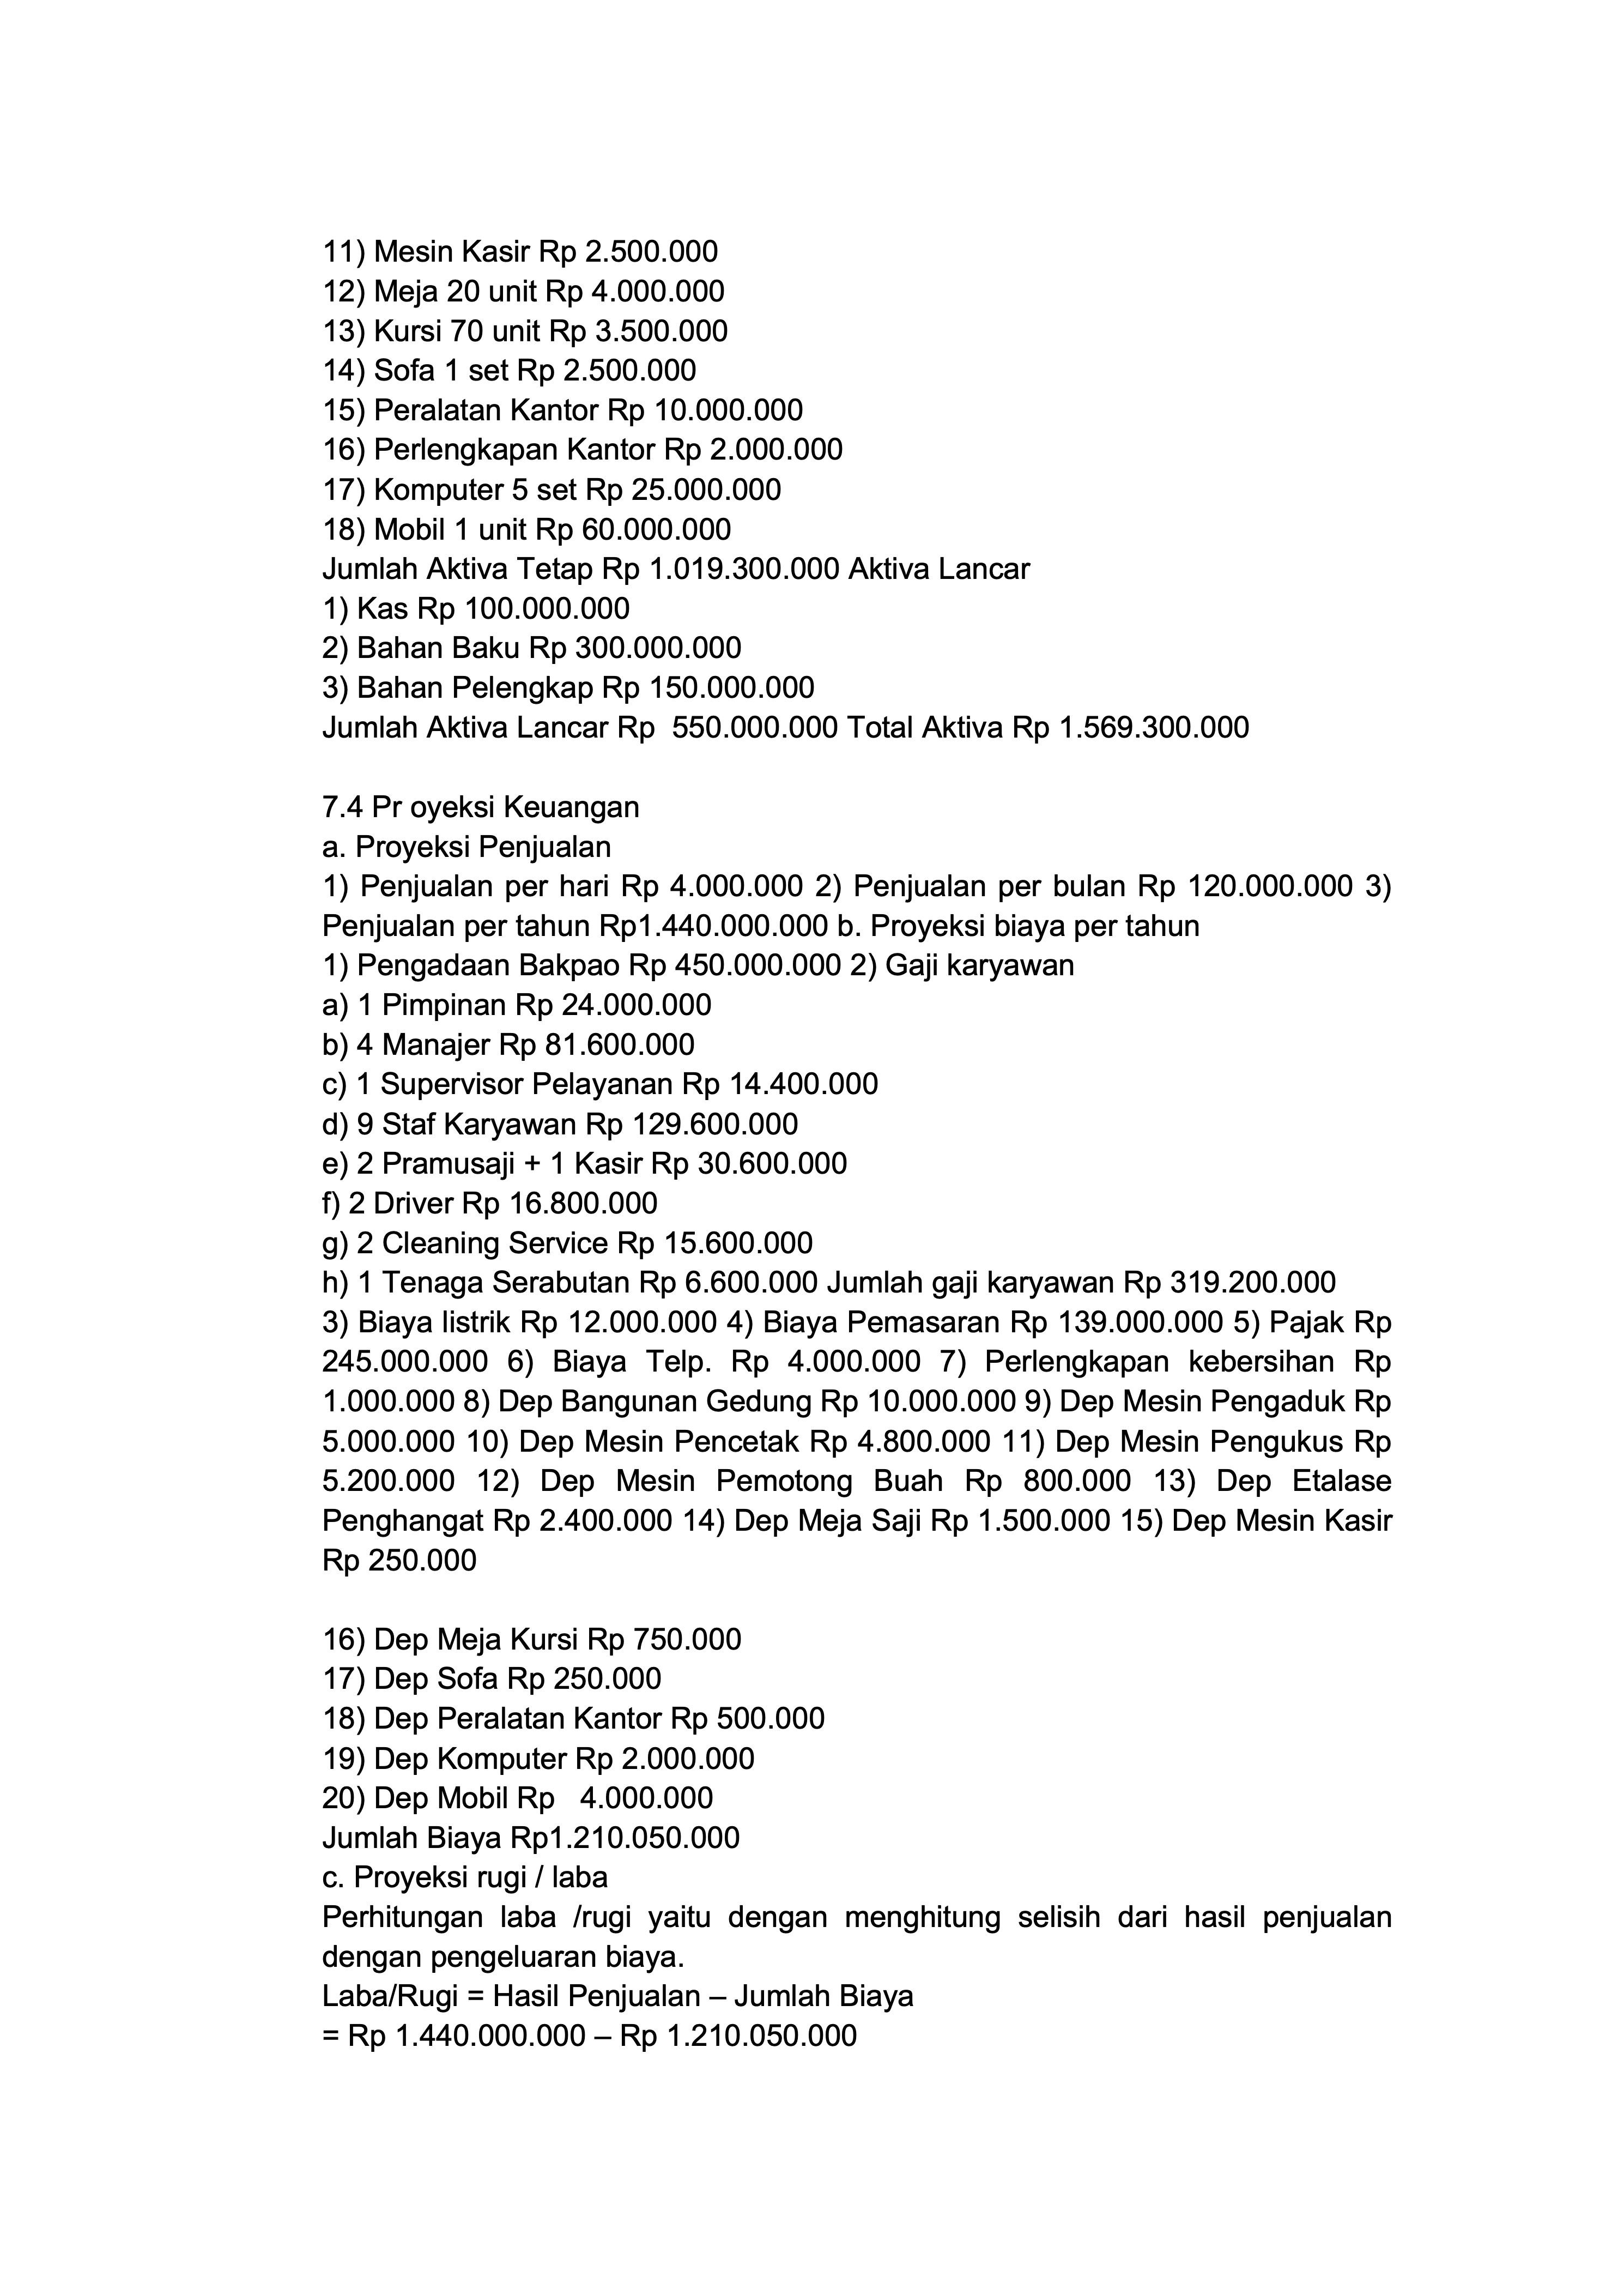 11) Mesin Kasir Rp 2.500.000
12) Meja 20 unit Rp 4.000.000
13) Kursi 70 unit Rp 3.500.000
14) Sofa 1 set Rp 2.500.000
15) Peralatan Kantor Rp 10.000.000
16) Perlengkapan Kantor Rp 2.000.000
17) Komputer 5 set Rp 25.000.000
18) Mobil 1 unit Rp 60.000.000
Jumlah Aktiva Tetap Rp 1.019.300.000 Aktiva Lancar
1) Kas Rp 100.000.000
2) Bahan Baku Rp 300.000.000
3) Bahan Pelengkap Rp 150.000.000
Jumlah Aktiva Lancar Rp  550.000.000 Total Aktiva Rp 1.569.300.000
7.4 Pr oyeksi Keuangan
a. Proyeksi Penjualan
1) Penjualan per hari Rp 4.000.000 2) Penjualan per bulan Rp 120.000.000 3)
Penjualan per tahun Rp1.440.000.000 b. Proyeksi biaya per tahun
1) Pengadaan Bakpao Rp 450.000.000 2) Gaji karyawan
a) 1 Pimpinan Rp 24.000.000
b) 4 Manajer Rp 81.600.000
c) 1 Supervisor Pelayanan Rp 14.400.000
d) 9 Staf Karyawan Rp 129.600.000
e) 2 Pramusaji + 1 Kasir Rp 30.600.000
f) 2 Driver Rp 16.800.000
g) 2 Cleaning Service Rp 15.600.000
h) 1 Tenaga Serabutan Rp 6.600.000 Jumlah gaji karyawan Rp 319.200.000
3) Biaya listrik Rp 12.000.000 4) Biaya Pemasaran Rp 139.000.000 5) Pajak Rp
245.000.000 6) Biaya Telp. Rp 4.000.000 7) Perlengkapan kebersihan Rp
1.000.000 8) Dep Bangunan Gedung Rp 10.000.000 9) Dep Mesin Pengaduk Rp
5.000.000 10) Dep Mesin Pencetak Rp 4.800.000 11) Dep Mesin Pengukus Rp
5.200.000 12) Dep Mesin Pemotong Buah Rp 800.000 13) Dep Etalase
Penghangat Rp 2.400.000 14) Dep Meja Saji Rp 1.500.000 15) Dep Mesin Kasir
Rp 250.000
16) Dep Meja Kursi Rp 750.000
17) Dep Sofa Rp 250.000
18) Dep Peralatan Kantor Rp 500.000
19) Dep Komputer Rp 2.000.000
20) Dep Mobil Rp   4.000.000
Jumlah Biaya Rp1.210.050.000
c. Proyeksi rugi / laba
Perhitungan laba /rugi yaitu dengan menghitung selisih dari hasil penjualan
dengan pengeluaran biaya.
Laba/Rugi = Hasil Penjualan – Jumlah Biaya
= Rp 1.440.000.000 – Rp 1.210.050.000